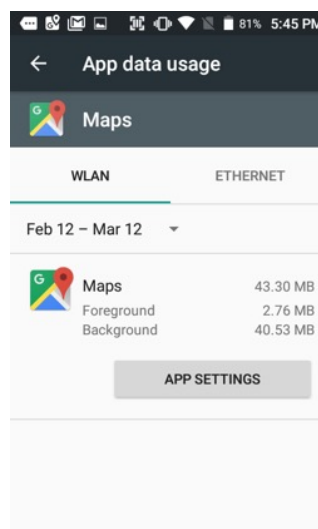 81% 5:45 PM
App data usage
G
Maps
WLAN ETHERNET
Feb 12 – Mar 12
G
Maps 43.30 MB
Foreground 2.76 MB
Background 40.53 MB
APP SETTINGS